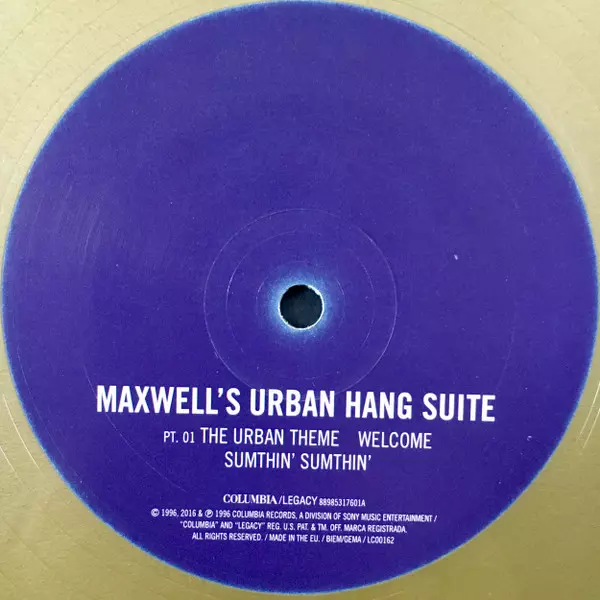 MAXWELL'S URBAN HANG SUITE
PT. 01 THE URBAN THEME WELCOME
SUMTHIN' SUMTHIN'
COLUMBIA/LEGACY 88985317601A
© 1996, 2016 & ℗ 1996 COLUMBIA RECORDS, A DIVISION OF SONY MUSIC ENTERTAINMENT /
"COLUMBIA" AND "LEGACY" REG. U.S. PAT. & TM. OFF. MARCA REGISTRADA.
ALL RIGHTS RESERVED. / MADE IN THE EU. / BIEM/GEMA / LC00162